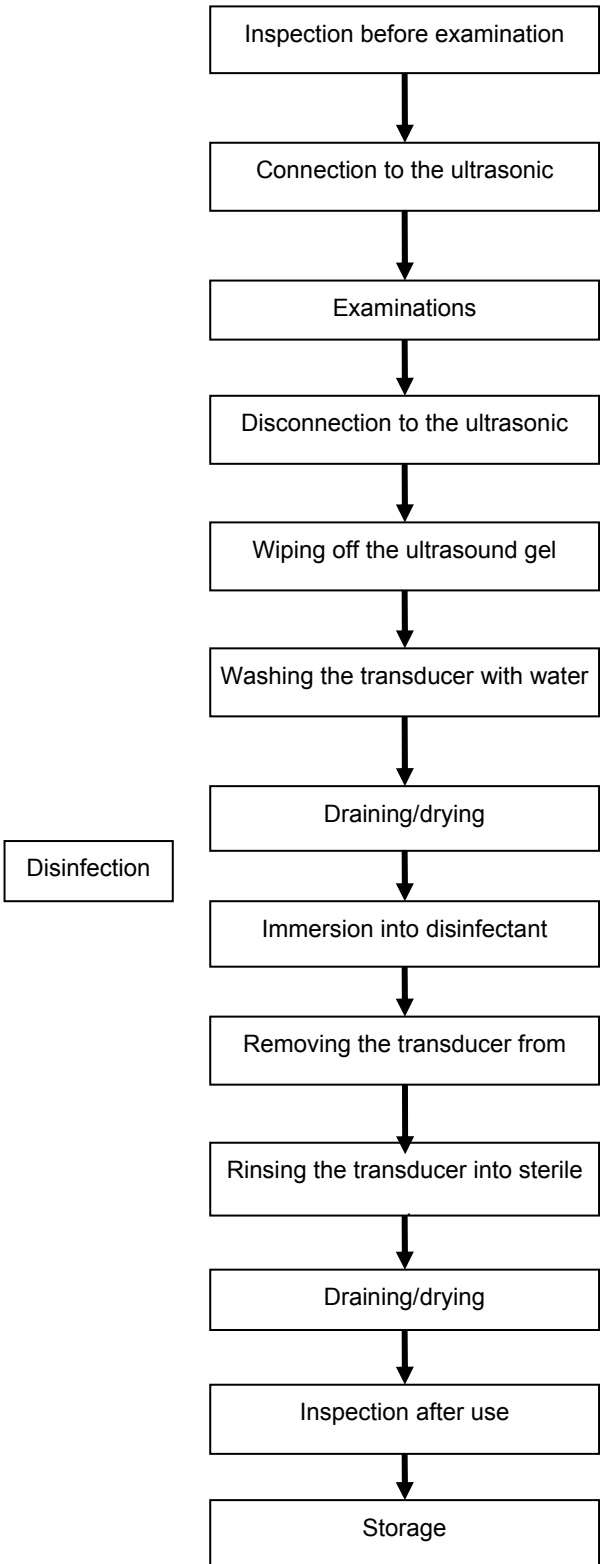 Inspection before examination
Connection to the ultrasonic
Examinations
Disconnection to the ultrasonic
Wiping off the ultrasound gel
Washing the transducer with water
Draining/drying
Disinfection
Immersion into disinfectant
Removing the transducer from
Rinsing the transducer into sterile
Draining/drying
Inspection after use
Storage